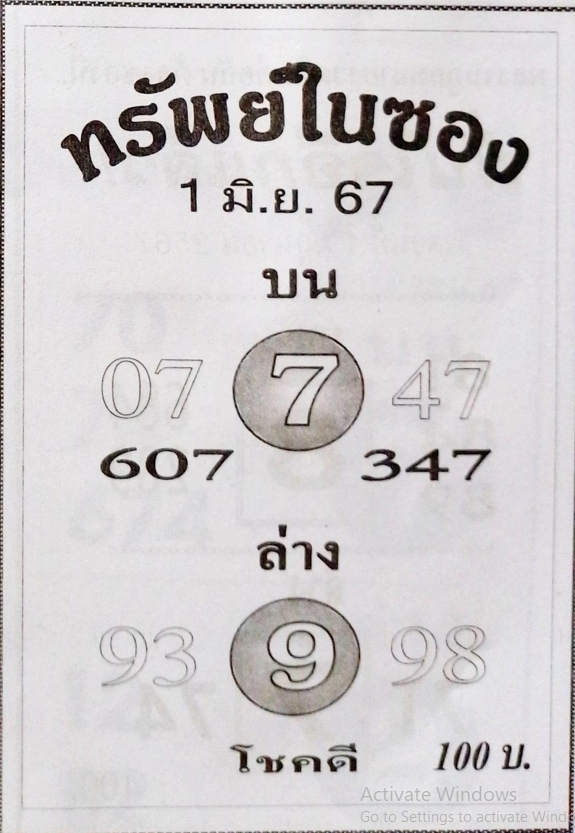 ทรัพย์ในซอง
1 มิ.ย. 67
บน
07 7 47
607 347
ล่าง
93 9 98
โชคดี 100 บ.
Activate Windows
Go to Settings to activate Wind